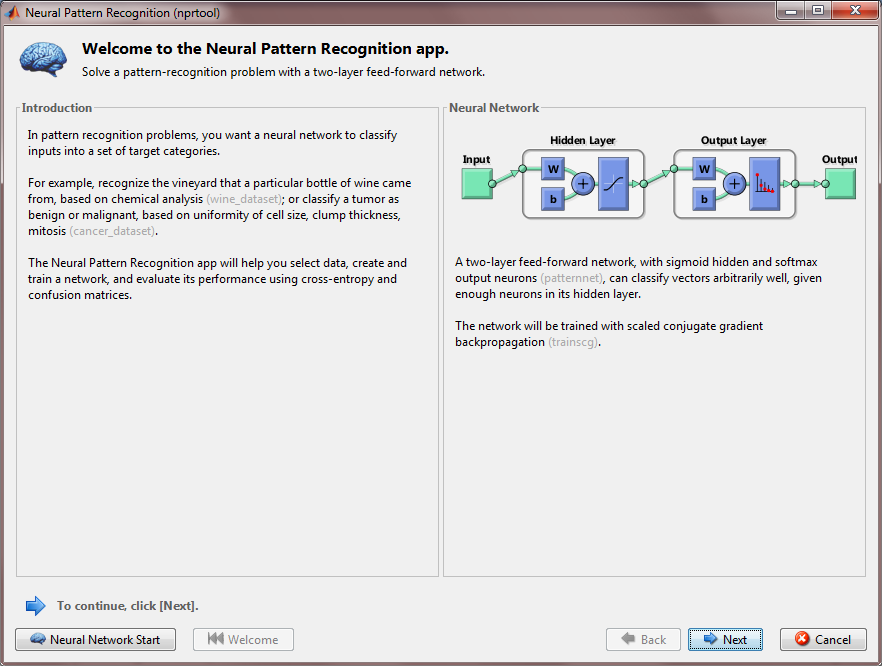 Neural Pattern Recognition (nprtool)
Welcome to the Neural Pattern Recognition app.
Solve a pattern-recognition problem with a two-layer feed-forward network.
Introduction
In pattern recognition problems, you want a neural network to classify
inputs into a set of target categories.
For example, recognize the vineyard that a particular bottle of wine came
from, based on chemical analysis (wine_dataset); or classify a tumor as
benign or malignant, based on uniformity of cell size, clump thickness,
mitosis (cancer_dataset).
The Neural Pattern Recognition app will help you select data, create and
train a network, and evaluate its performance using cross-entropy and
confusion matrices.
Neural Network
Hidden Layer
Output Layer
Input
Output
W
b
+
W
b
+
A two-layer feed-forward network, with sigmoid hidden and softmax
output neurons (patternnet), can classify vectors arbitrarily well, given
enough neurons in its hidden layer.
The network will be trained with scaled conjugate gradient
backpropagation (trainscg).
To continue, click [Next].
Neural Network Start
Welcome
Back
Next
Cancel